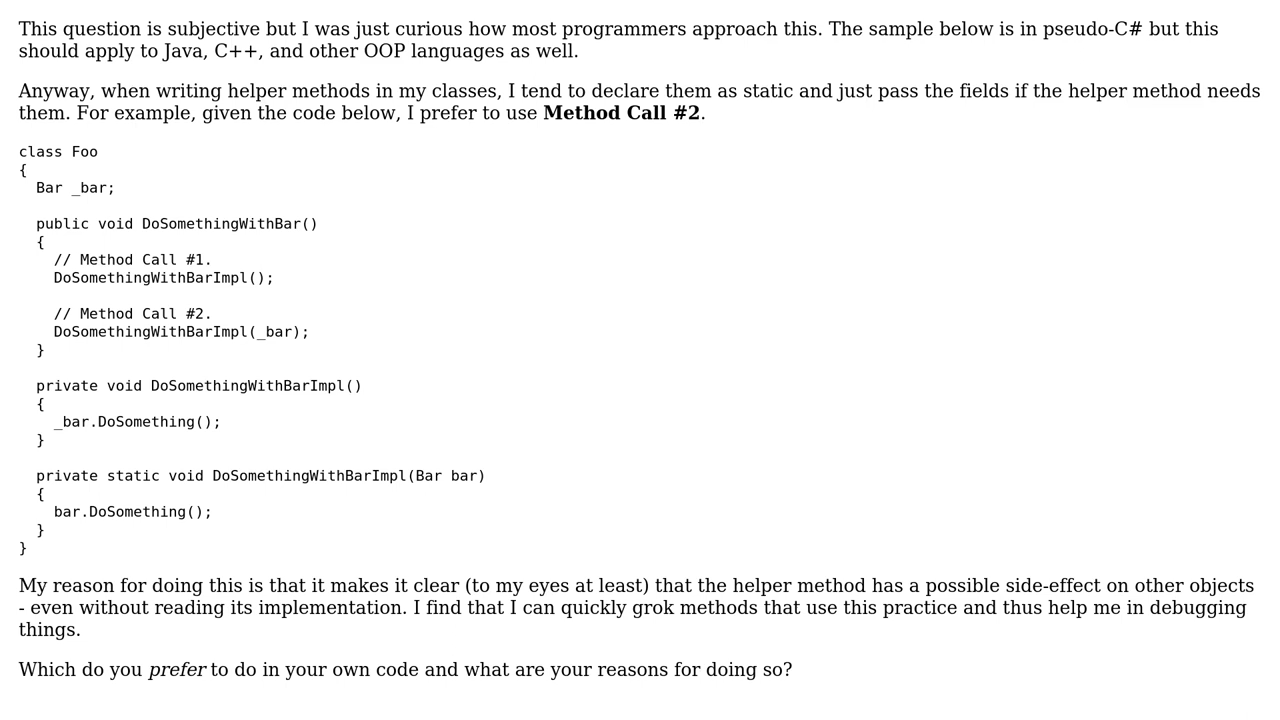 This question is subjective but I was just curious how most programmers approach this. The sample below is in pseudo-C# but this
should apply to Java, C++, and other OOP languages as well.
Anyway, when writing helper methods in my classes, I tend to declare them as static and just pass the fields if the helper method needs
them. For example, given the code below, I prefer to use Method Call #2.
class Foo
{
  Bar _bar;
  public void DoSomethingWithBar()
  {
    // Method Call #1.
    DoSomethingWithBarImpl();
    // Method Call #2.
    DoSomethingWithBarImpl(_bar);
  }
  private void DoSomethingWithBarImpl()
  {
    _bar.DoSomething();
  }
  private static void DoSomethingWithBarImpl(Bar bar)
  {
    bar.DoSomething();
  }
}
My reason for doing this is that it makes it clear (to my eyes at least) that the helper method has a possible side-effect on other objects
- even without reading its implementation. I find that I can quickly grok methods that use this practice and thus help me in debugging
things.
Which do you prefer to do in your own code and what are your reasons for doing so?